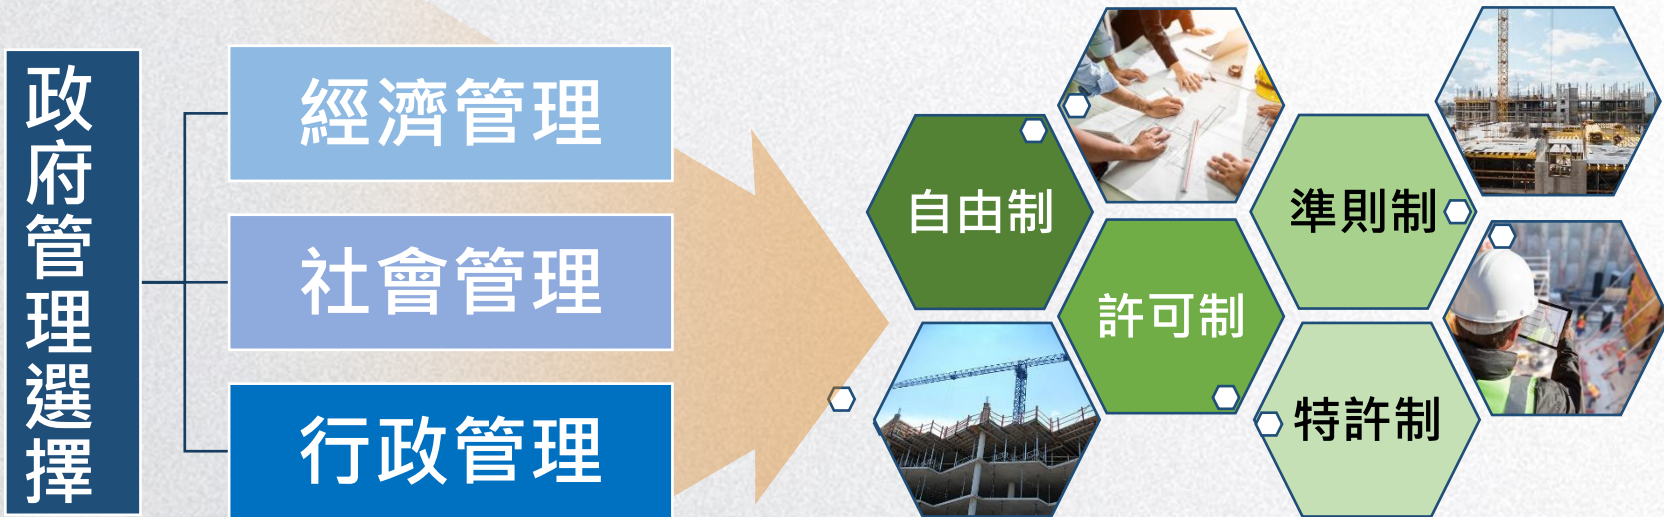 政府管理選擇
經濟管理
社會管理
行政管理
自由制
準則制
許可制
特許制